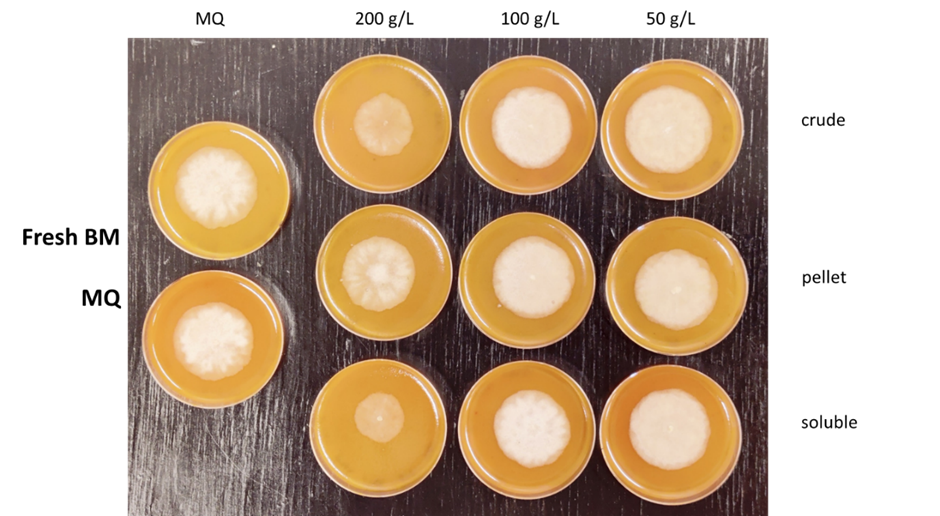 MQ 200 g/L 100 g/L 50 g/L
crude
Fresh BM
pellet
MQ
soluble